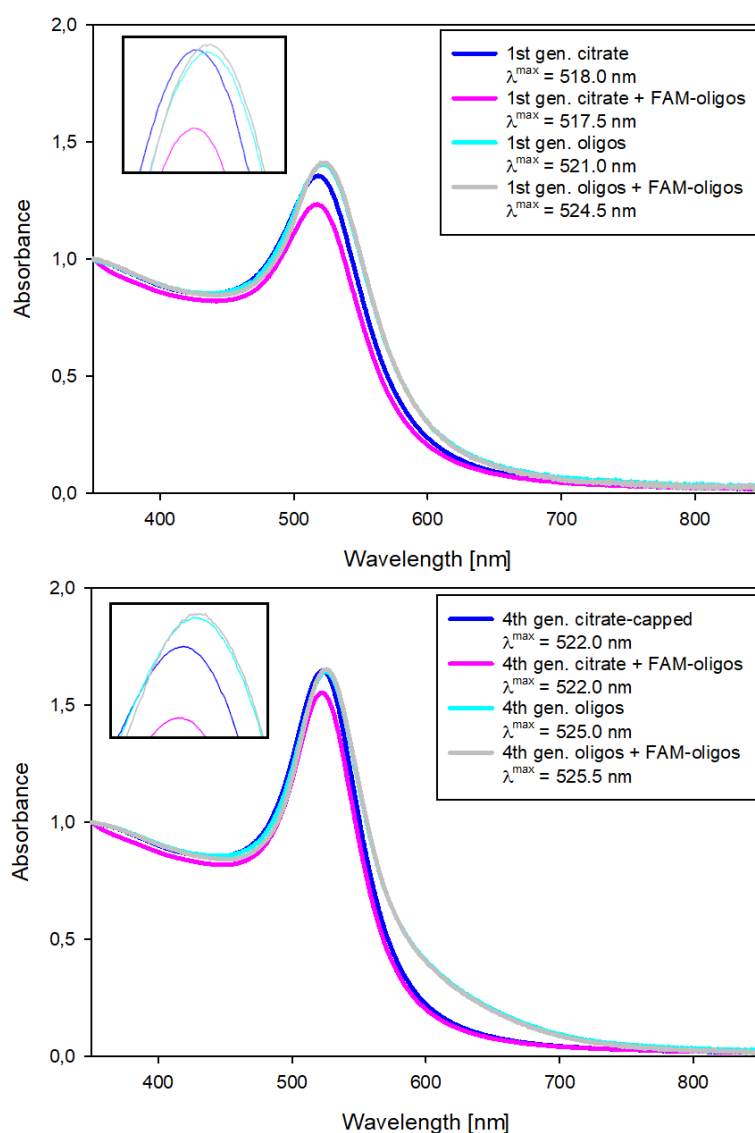 2,0
1st gen. citrate
λmax = 518.0 nm
1st gen. citrate + FAM-oligos
λmax = 517.5 nm
1st gen. oligos
λmax = 521.0 nm
1st gen. oligos + FAM-oligos
λmax = 524.5 nm
1,5
1,0
0,5
0,0
Absorbance
400 500 600 700 800
Wavelength [nm]
2,0
4th gen. citrate-capped
λmax = 522.0 nm
4th gen. citrate + FAM-oligos
λmax = 522.0 nm
4th gen. oligos
λmax = 525.0 nm
4th gen. oligos + FAM-oligos
λmax = 525.5 nm
1,5
1,0
0,5
0,0
Absorbance
400 500 600 700 800
Wavelength [nm]